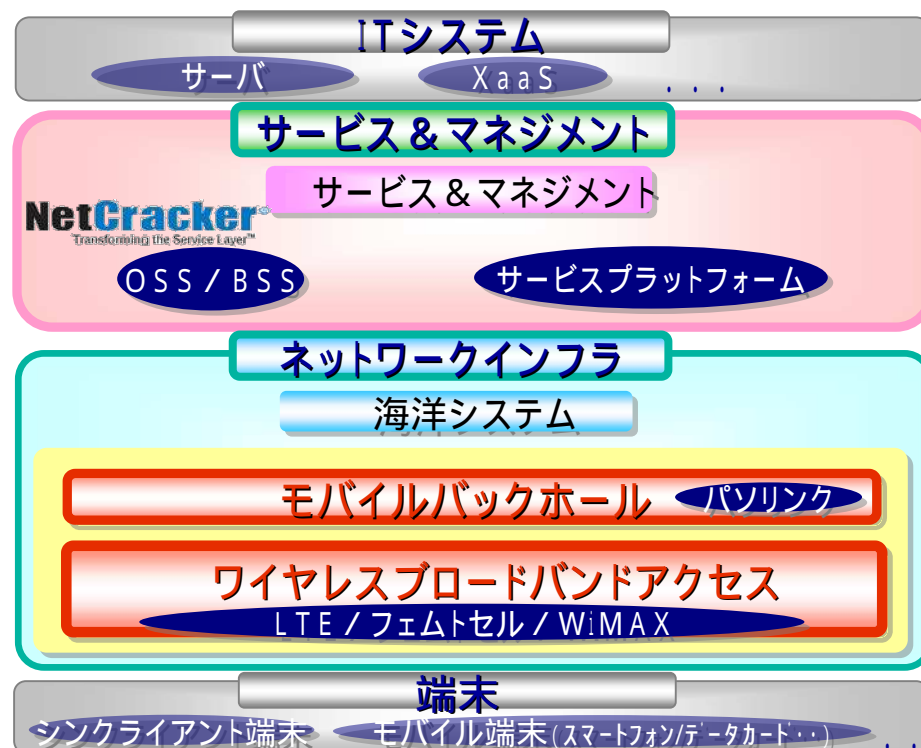 ITシステム
サーバ XaaS ...
サービス&マネジメント
サービス&マネジメント
NetCracker®
Transforming the Service Layer™
OSS/BSS サービスプラットフォーム
ネットワークインフラ
海洋システム
モバイルバックホール パソリンク
ワイヤレスブロードバンドアクセス
LTE/フェムトセル/WiMAX
端末
シンクライアント端末 モバイル端末(スマートフォン/データカード・・) ...